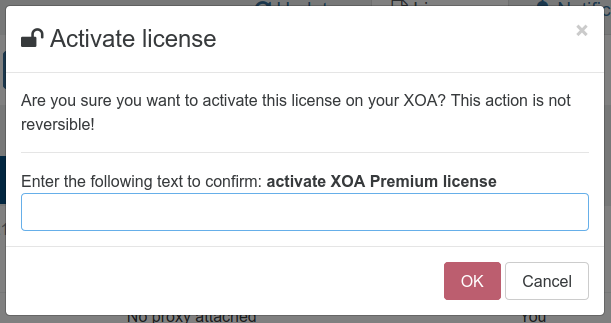 Activate license
×
Are you sure you want to activate this license on your XOA? This action is not
reversible!
Enter the following text to confirm: activate XOA Premium license
OK
Cancel
No proxy attached
You